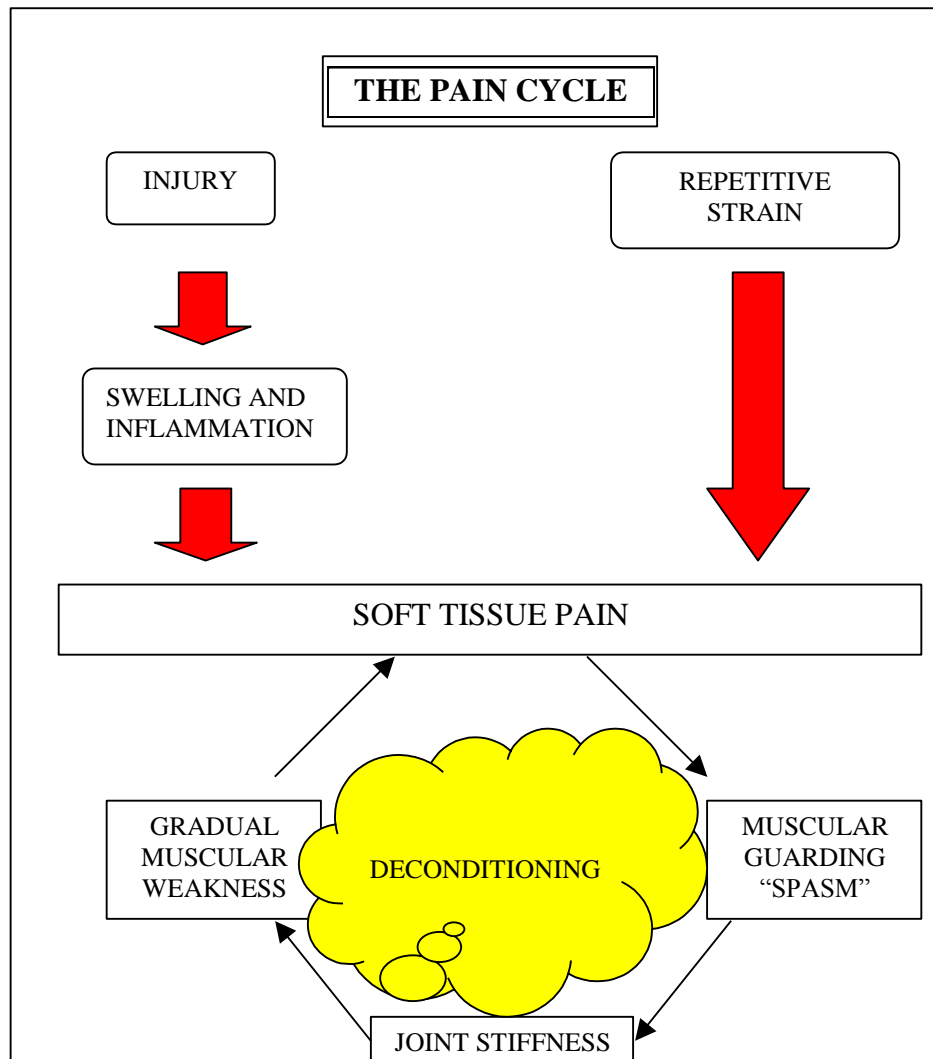 THE PAIN CYCLE
INJURY
REPETITIVE
STRAIN
SWELLING AND
INFLAMMATION
SOFT TISSUE PAIN
GRADUAL
MUSCULAR
WEAKNESS
DECONDITIONING
MUSCULAR
GUARDING
“SPASM”
JOINT STIFFNESS